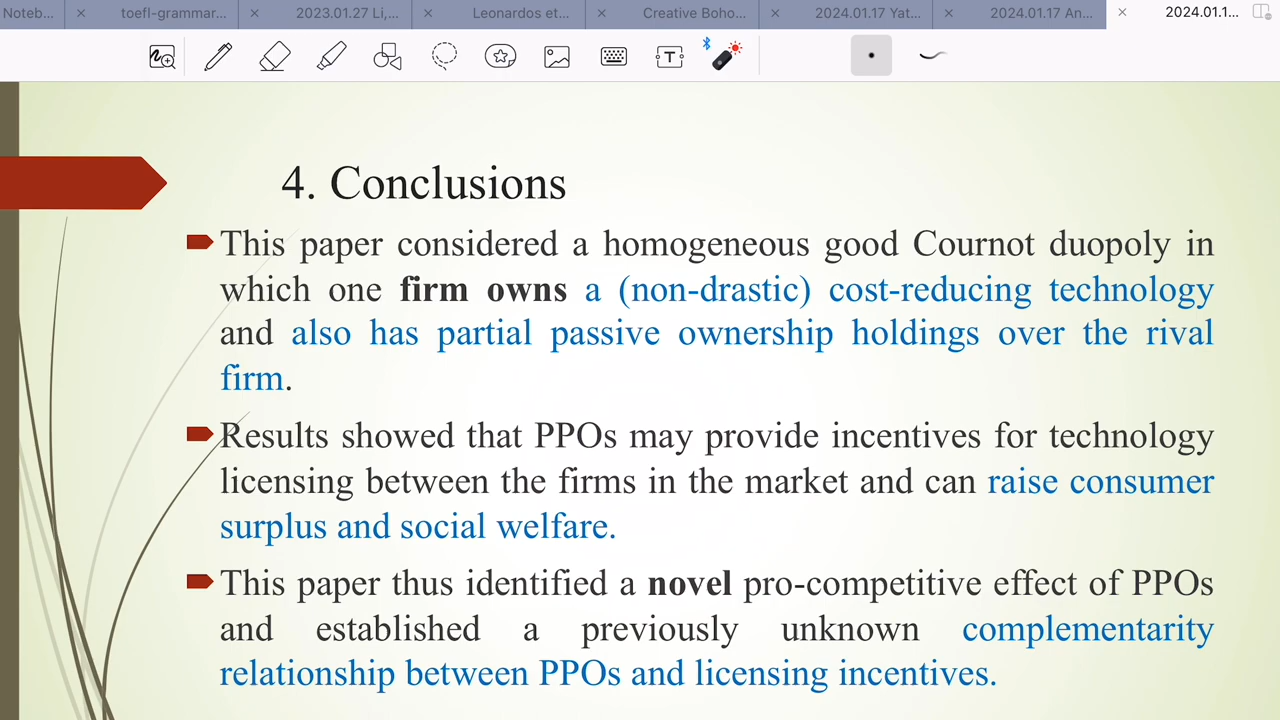 Noteb...
toefl-grammar...
2023.01.27 Li,...
Leonardos et...
Creative Boho...
2024.01.17 Yat...
2024.01.17 An...
2024.01.1...
T
4. Conclusions
This paper considered a homogeneous good Cournot duopoly in
which one firm owns a (non-drastic) cost-reducing technology
and also has partial passive ownership holdings over the rival
firm.
Results showed that PPOs may provide incentives for technology
licensing between the firms in the market and can raise consumer
surplus and social welfare.
This paper thus identified a novel pro-competitive effect of PPOs
and established a previously unknown complementarity
relationship between PPOs and licensing incentives.